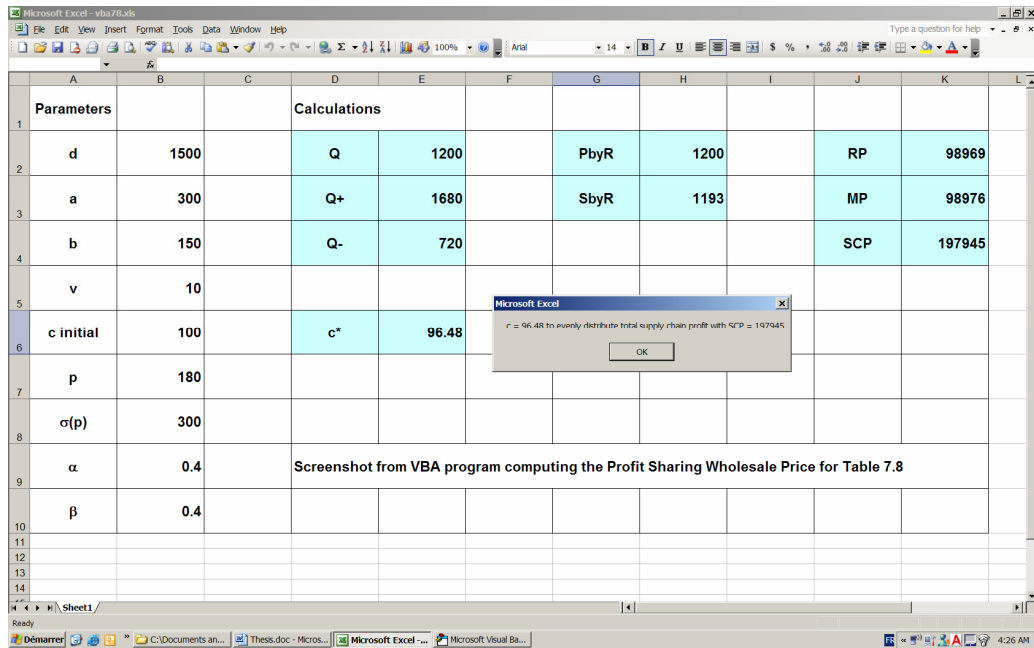 Microsoft Excel - vba78.xls
File Edit View Insert Format Tools Data Window Help Type a question for help
100% Arial 14 B I U $ % ,
fx
A B C D E F G H I J K L
1 Parameters Calculations
2 d 1500 Q 1200 PbyR 1200 RP 98969
3 a 300 Q+ 1680 SbyR 1193 MP 98976
4 b 150 Q- 720 SCP 197945
5 v 10
Microsoft Excel
c = 96.48 to evenly distribute total supply chain profit with SCP = 197945
OK
6 c initial 100 c* 96.48
7 p 180
8 σ(p) 300
9 α 0.4 Screenshot from VBA program computing the Profit Sharing Wholesale Price for Table 7.8
10 β 0.4
11
12
13
14
Sheet1
Ready
Démarrer C:\Documents an... Thesis.doc - Micros... Microsoft Excel -... Microsoft Visual Ba... FR 4:26 AM